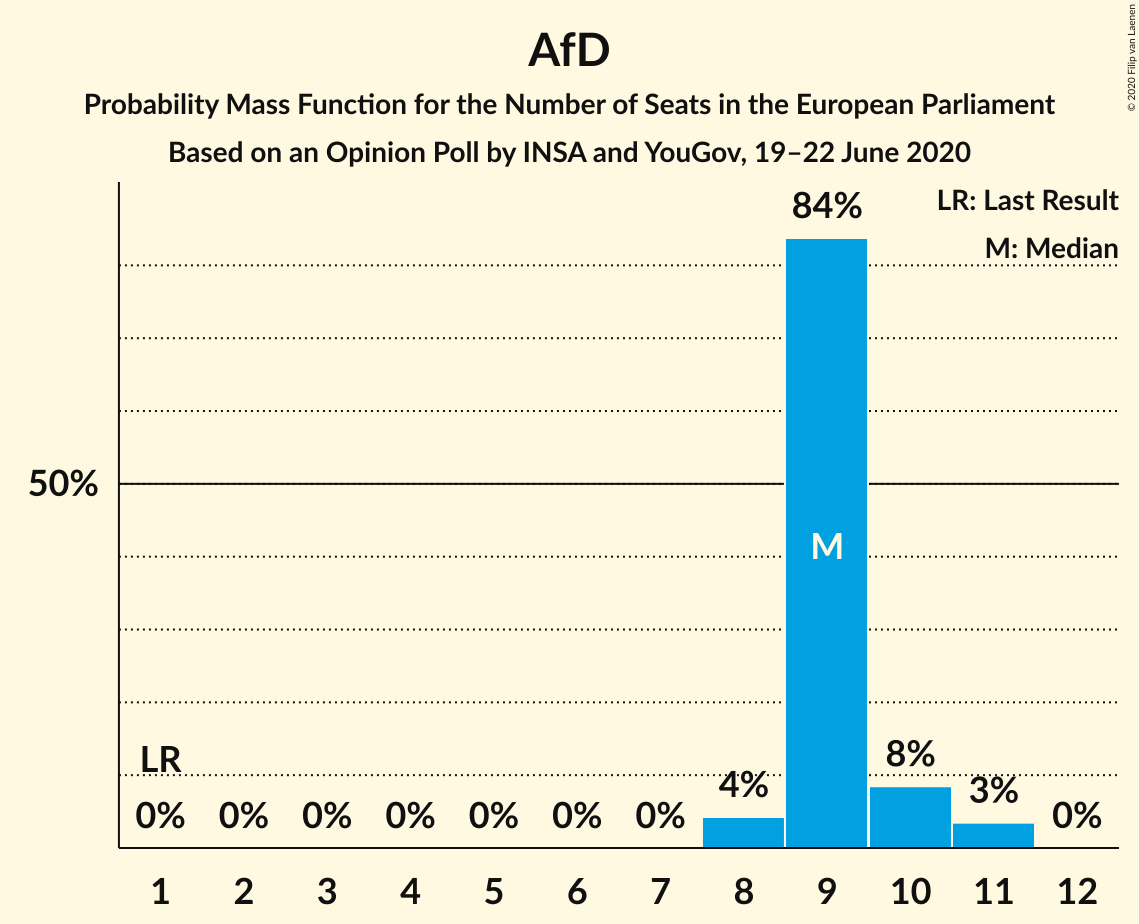 AfD
Probability Mass Function for the Number of Seats in the European Parliament
Based on an Opinion Poll by INSA and YouGov, 19–22 June 2020
© 2020 Filip van Laenen
LR: Last Result
M: Median
84%
50%
M
LR
0% 0% 0% 0% 0% 0% 0% 4% 8% 3% 0%
1 2 3 4 5 6 7 8 9 10 11 12